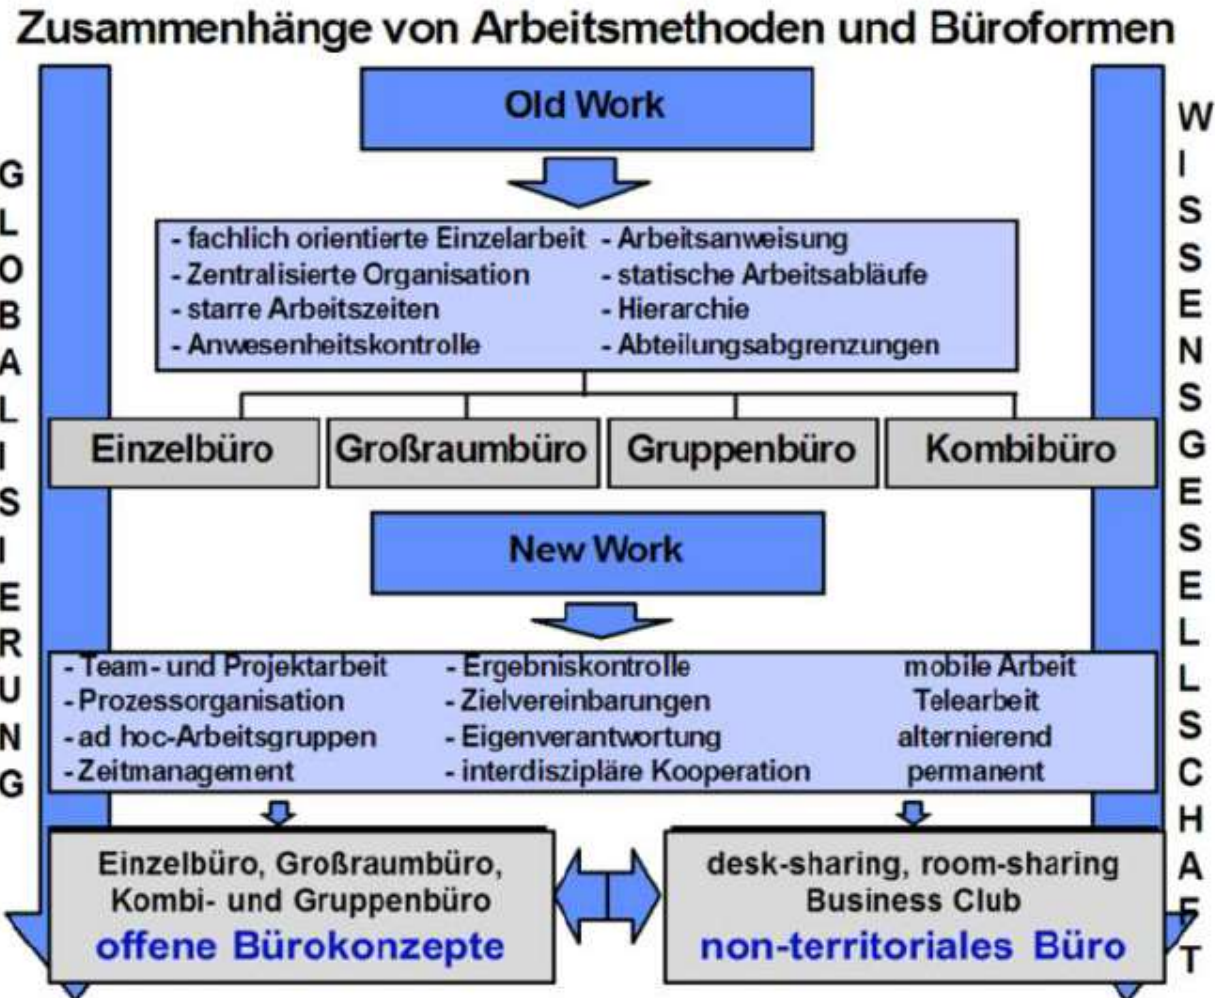 Zusammenhänge von Arbeitsmethoden und Büroformen
GLOBALISIERUNG
WISSENSGESELLSCHAFT
Old Work
- fachlich orientierte Einzelarbeit - Arbeitsanweisung
- Zentralisierte Organisation - statische Arbeitsabläufe
- starre Arbeitszeiten - Hierarchie
- Anwesenheitskontrolle - Abteilungsabgrenzungen
Einzelbüro Großraumbüro Gruppenbüro Kombibüro
New Work
- Team- und Projektarbeit - Ergebniskontrolle mobile Arbeit
- Prozessorganisation - Zielvereinbarungen Telearbeit
- ad hoc-Arbeitsgruppen - Eigenverantwortung alternierend
- Zeitmanagement - interdiszipläre Kooperation permanent
Einzelbüro, Großraumbüro,
Kombi- und Gruppenbüro
offene Bürokonzepte
desk-sharing, room-sharing
Business Club
non-territoriales Büro